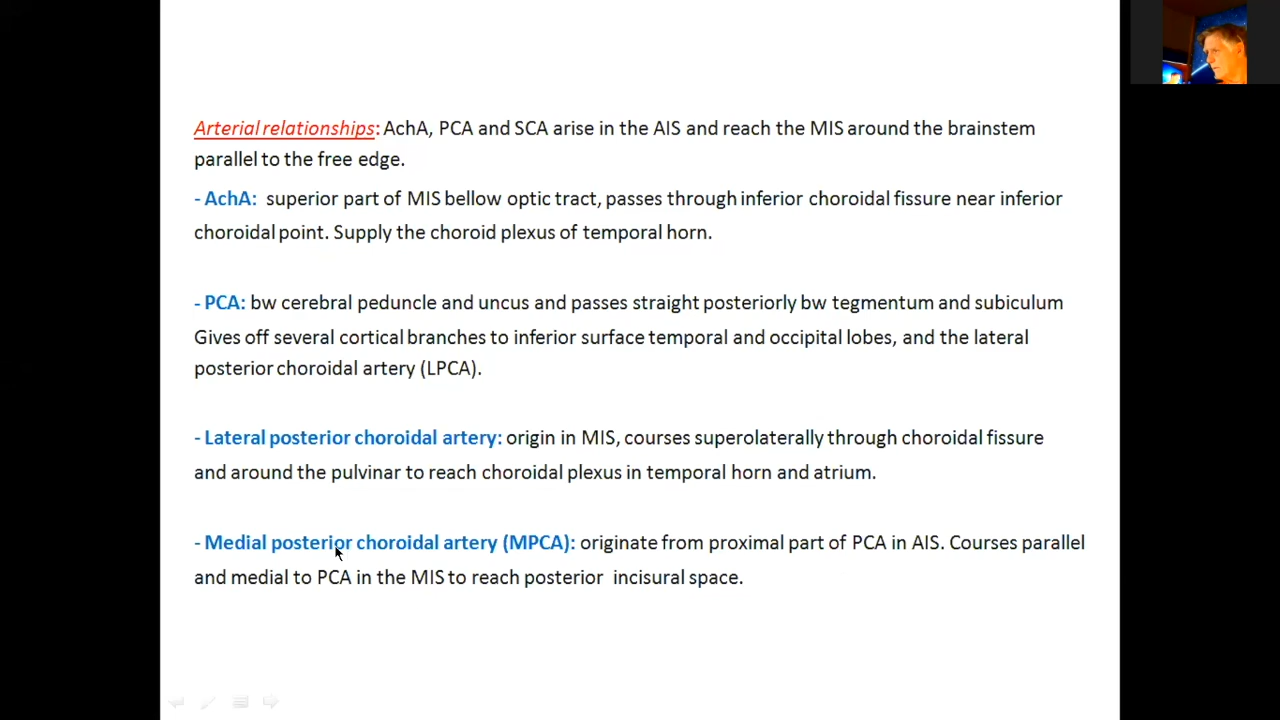 Arterial relationships: AchA, PCA and SCA arise in the AIS and reach the MIS around the brainstem
parallel to the free edge.
- AchA: superior part of MIS bellow optic tract, passes through inferior choroidal fissure near inferior
choroidal point. Supply the choroid plexus of temporal horn.
- PCA: bw cerebral peduncle and uncus and passes straight posteriorly bw tegmentum and subiculum
Gives off several cortical branches to inferior surface temporal and occipital lobes, and the lateral
posterior choroidal artery (LPCA).
- Lateral posterior choroidal artery: origin in MIS, courses superolaterally through choroidal fissure
and around the pulvinar to reach choroidal plexus in temporal horn and atrium.
- Medial posterior choroidal artery (MPCA): originate from proximal part of PCA in AIS. Courses parallel
and medial to PCA in the MIS to reach posterior incisural space.